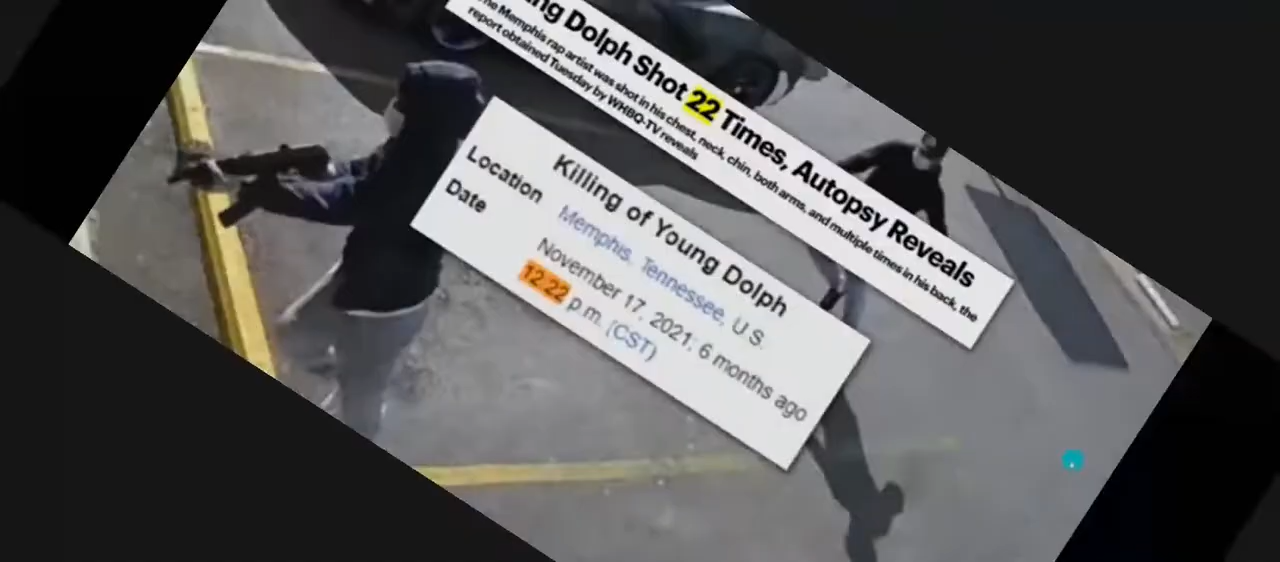 ng Dolph Shot 22 Times, Autopsy Reveals
The Memphis rap artist was shot in his chest, neck, chin, both arms, and multiple times in his back, the
report obtained Tuesday by WHBQ-TV reveals
Killing of Young Dolph
Location Memphis, Tennessee, U.S.
Date November 17, 2021; 6 months ago
12:22 p.m. (CST)